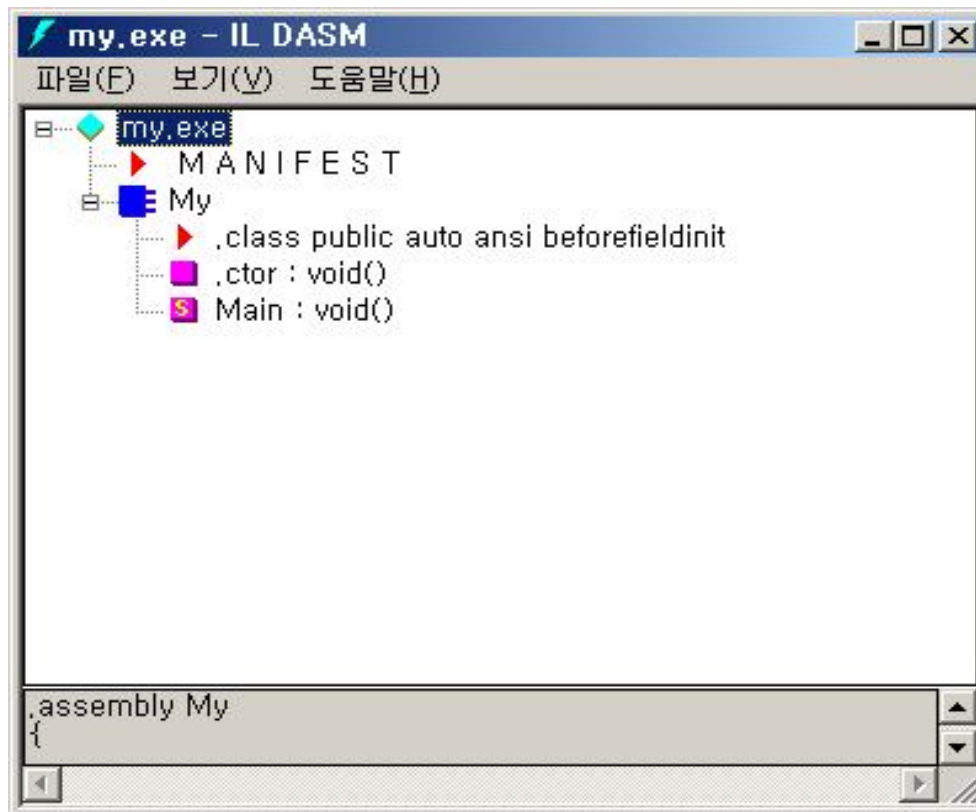 my.exe - IL DASM
파일(F) 보기(V) 도움말(H)
my.exe
M A N I F E S T
My
.class public auto ansi beforefieldinit
.ctor : void()
S Main : void()
.assembly My
{